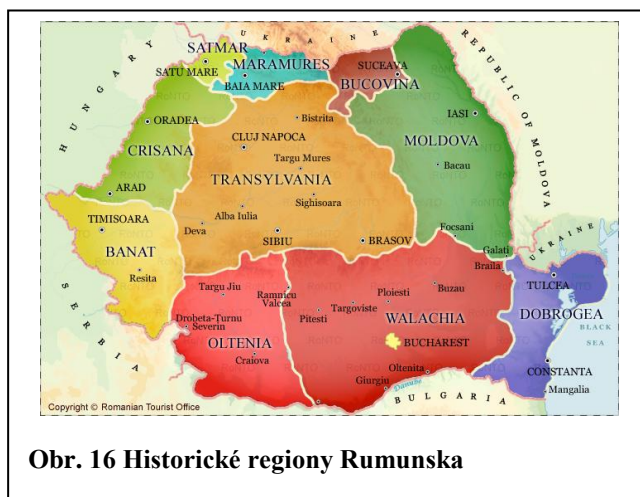 UKRAINE
SATMAR
SATU MARE
MARAMURES
BAIA MARE
SUCEAVA
BUCOVINA
HUNGARY
REPUBLIC OF MOLDOVA
ORADEA
CRISANA
Bistrita
CLUJ NAPOCA
Targu Mures
TRANSYLVANIA
IASI
MOLDOVA
Bacau
ARAD
Alba Iulia
Sighisoara
TIMISOARA
BANAT
Deva
SIBIU
BRASOV
Focsani
Galati
UKRAINE
Resita
Braila
TULCEA
Targu Jiu
Ramnicu
Valcea
Ploiesti
Buzau
Targoviste
Pitesti
WALACHIA
DOBROGEA
BLACK
SEA
Drobeta-Turnu
Severin
OLTENIA
BUCHAREST
Craiova
Oltenita
Giurgiu
Danube
CONSTANTA
Mangalia
SERBIA
BULGARIA
Copyright © Romanian Tourist Office
Obr. 16 Historické regiony Rumunska